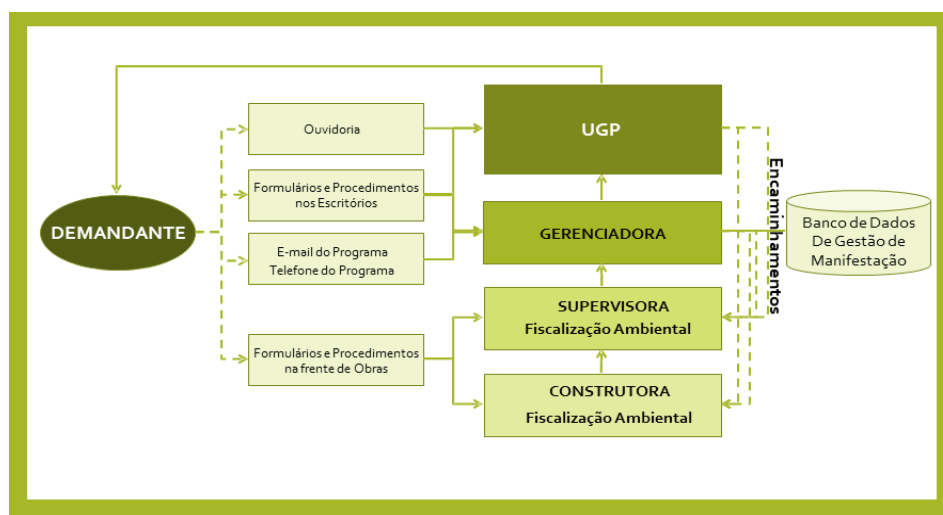 DEMANDANTE
Ouvidoria
Formulários e Procedimentos
nos Escritórios
E-mail do Programa
Telefone do Programa
Formulários e Procedimentos
na frente de Obras
UGP
GERENCIADORA
SUPERVISORA
Fiscalização Ambiental
CONSTRUTORA
Fiscalização Ambiental
Encaminhamentos
Banco de Dados
De Gestão de
Manifestação